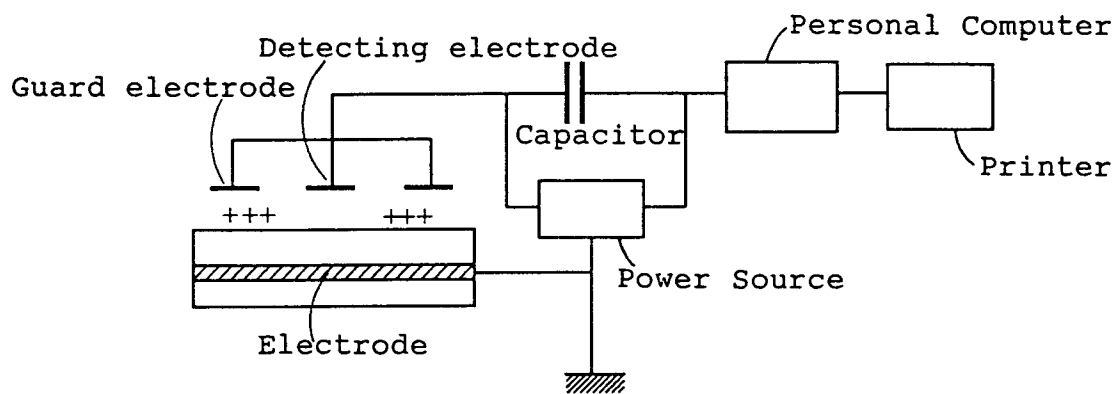 Personal Computer
Detecting electrode
Guard electrode
Capacitor
Printer
+++ +++
Power Source
Electrode